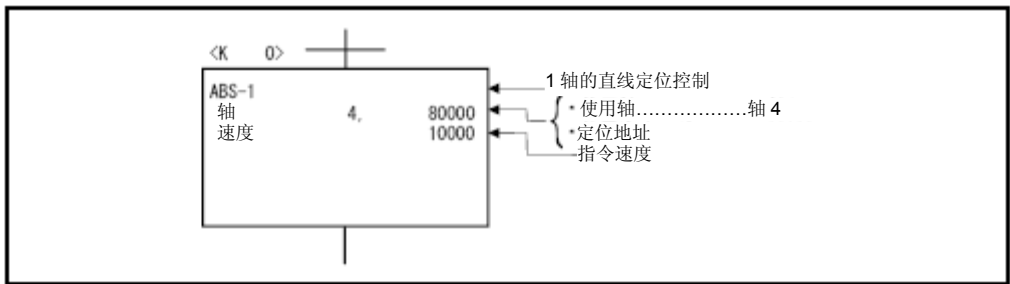 <K 0>
ABS-1
轴 4, 80000
速度 10000
1 轴的直线定位控制
・使用轴………………轴 4
・定位地址
指令速度